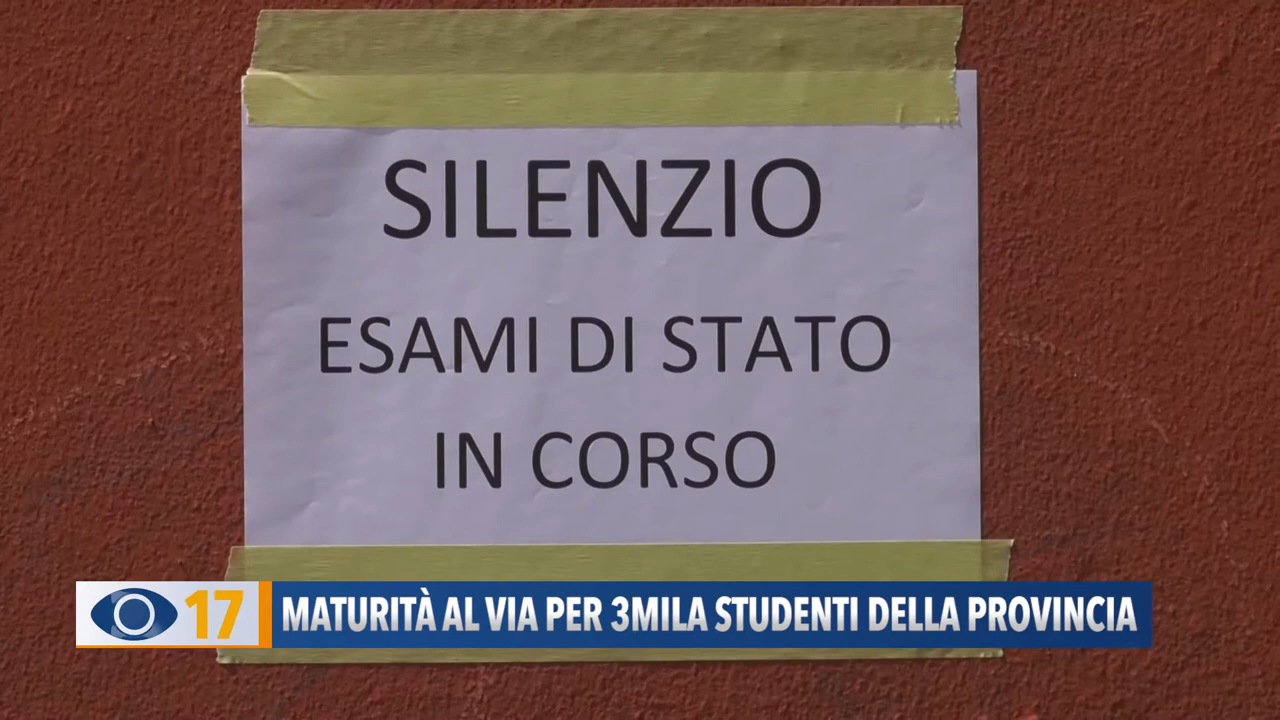 SILENZIO
ESAMI DI STATO
IN CORSO
17 MATURITÀ AL VIA PER 3MILA STUDENTI DELLA PROVINCIA